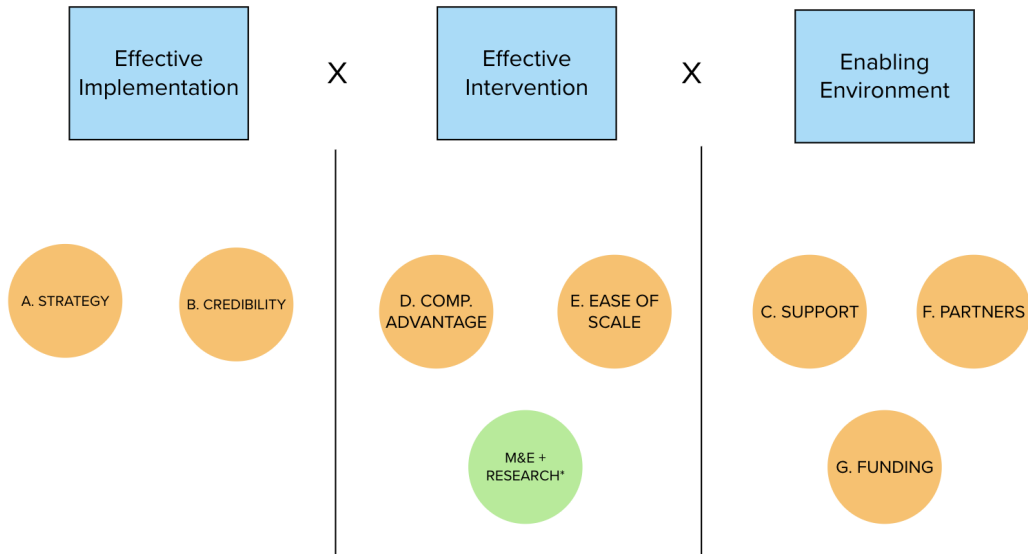 Effective
Implementation
X
Effective
Intervention
X
Enabling
Environment
A. STRATEGY
B. CREDIBILITY
D. COMP.
ADVANTAGE
E. EASE OF
SCALE
M&E +
RESEARCH*
C. SUPPORT
F. PARTNERS
G. FUNDING